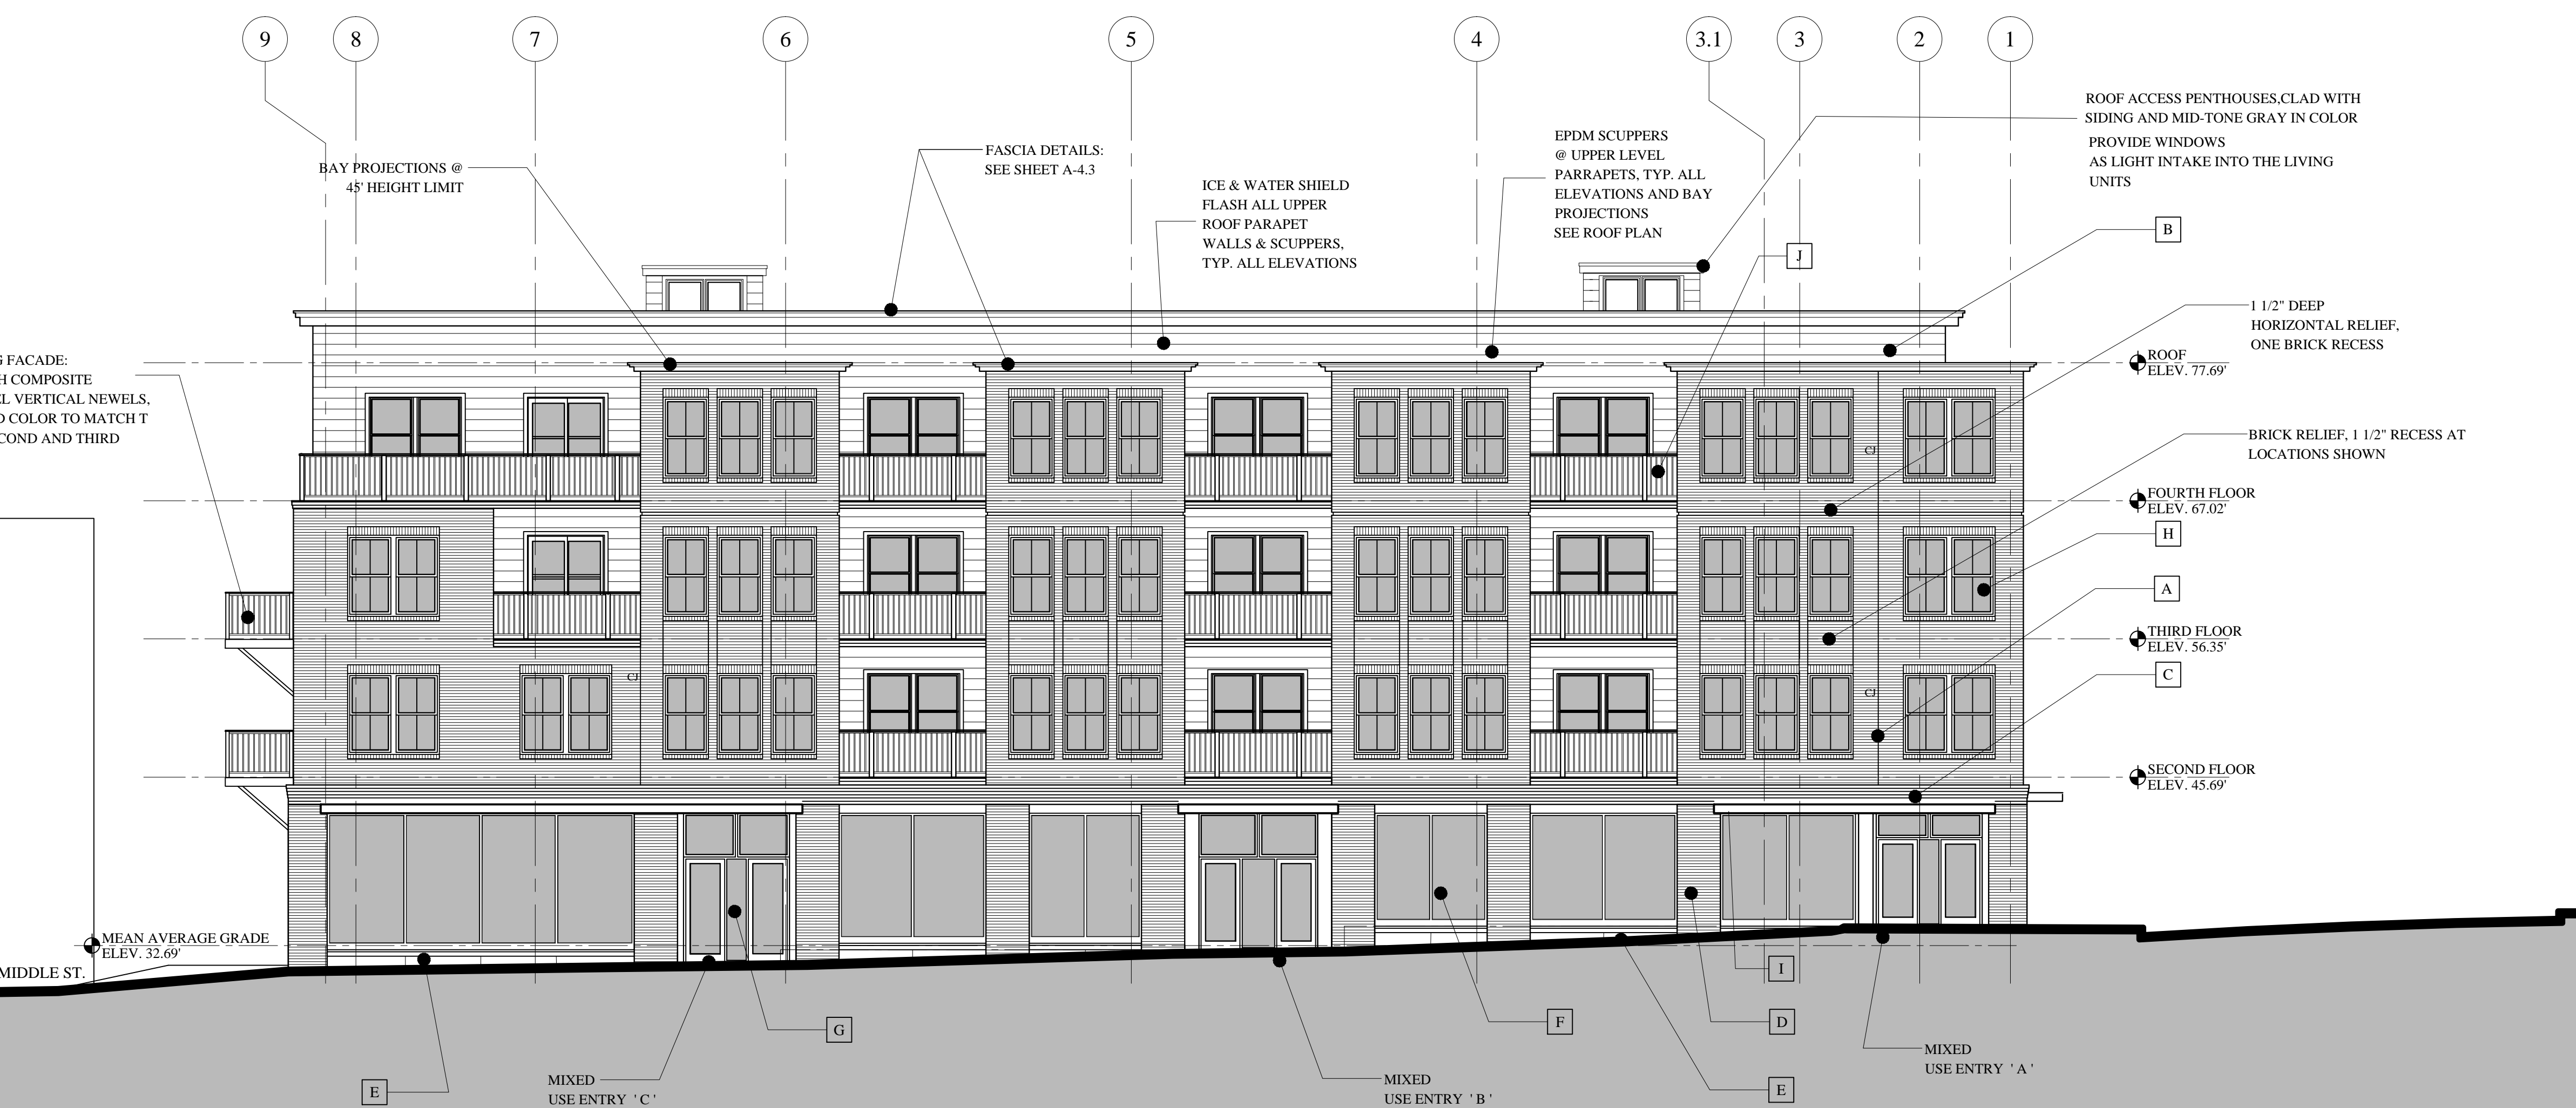 9
8
7
6
5
4
3.1
3
2
1
BAY PROJECTIONS @
45' HEIGHT LIMIT
FASCIA DETAILS:
SEE SHEET A-4.3
ICE & WATER SHIELD
FLASH ALL UPPER
ROOF PARAPET
WALLS & SCUPPERS,
TYP. ALL ELEVATIONS
EPDM SCUPPERS
@ UPPER LEVEL
PARRAPETS, TYP. ALL
ELEVATIONS AND BAY
PROJECTIONS
SEE ROOF PLAN
ROOF ACCESS PENTHOUSES,CLAD WITH
SIDING AND MID-TONE GRAY IN COLOR
PROVIDE WINDOWS
AS LIGHT INTAKE INTO THE LIVING
UNITS
B
J
1 1/2" DEEP
HORIZONTAL RELIEF,
ONE BRICK RECESS
ROOF
ELEV. 77.69'
G FACADE:
H COMPOSITE
EL VERTICAL NEWELS,
D COLOR TO MATCH T
COND AND THIRD
BRICK RELIEF, 1 1/2" RECESS AT
LOCATIONS SHOWN
CJ
FOURTH FLOOR
ELEV. 67.02'
H
A
THIRD FLOOR
ELEV. 56.35'
C
CJ
CJ
SECOND FLOOR
ELEV. 45.69'
MEAN AVERAGE GRADE
ELEV. 32.69'
MIDDLE ST.
I
G
F
D
MIXED
USE ENTRY ' A '
E
MIXED
USE ENTRY ' C '
MIXED
USE ENTRY ' B '
E